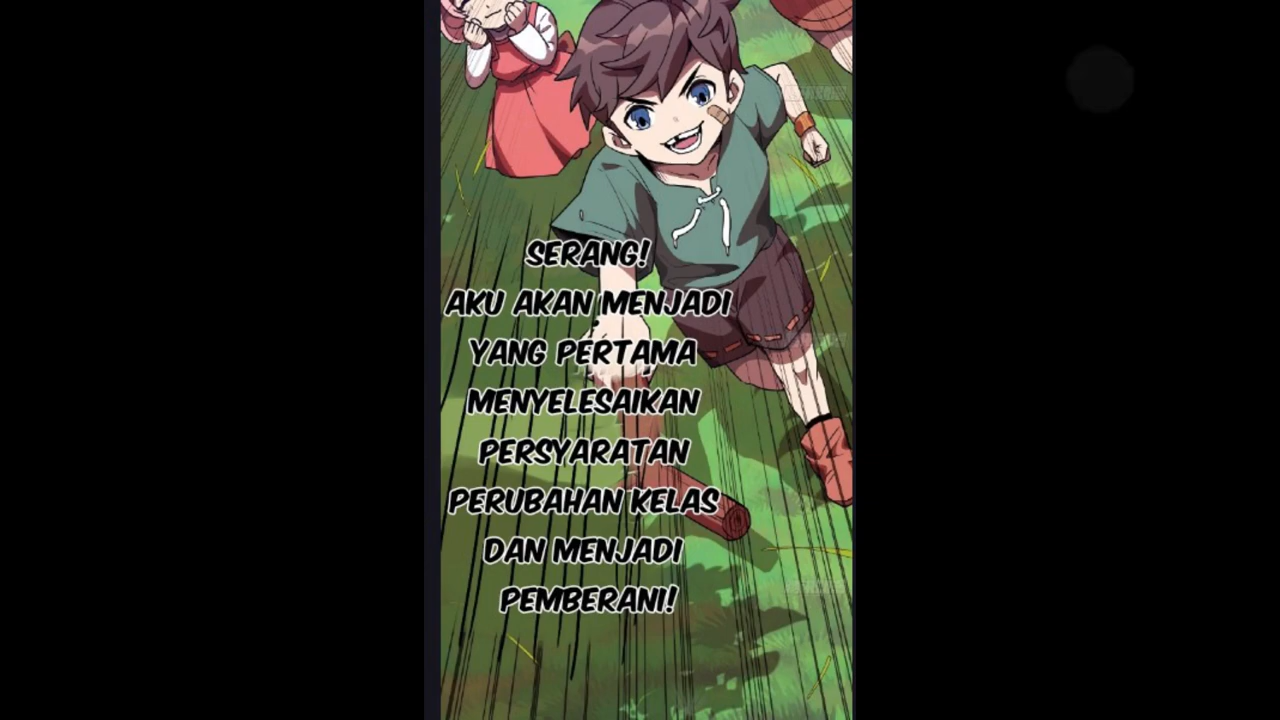 SERANG!
AKU AKAN MENJADI
YANG PERTAMA
MENYELESAIKAN
PERSYARATAN
PERUBAHAN KELAS
DAN MENJADI
PEMBERANI!